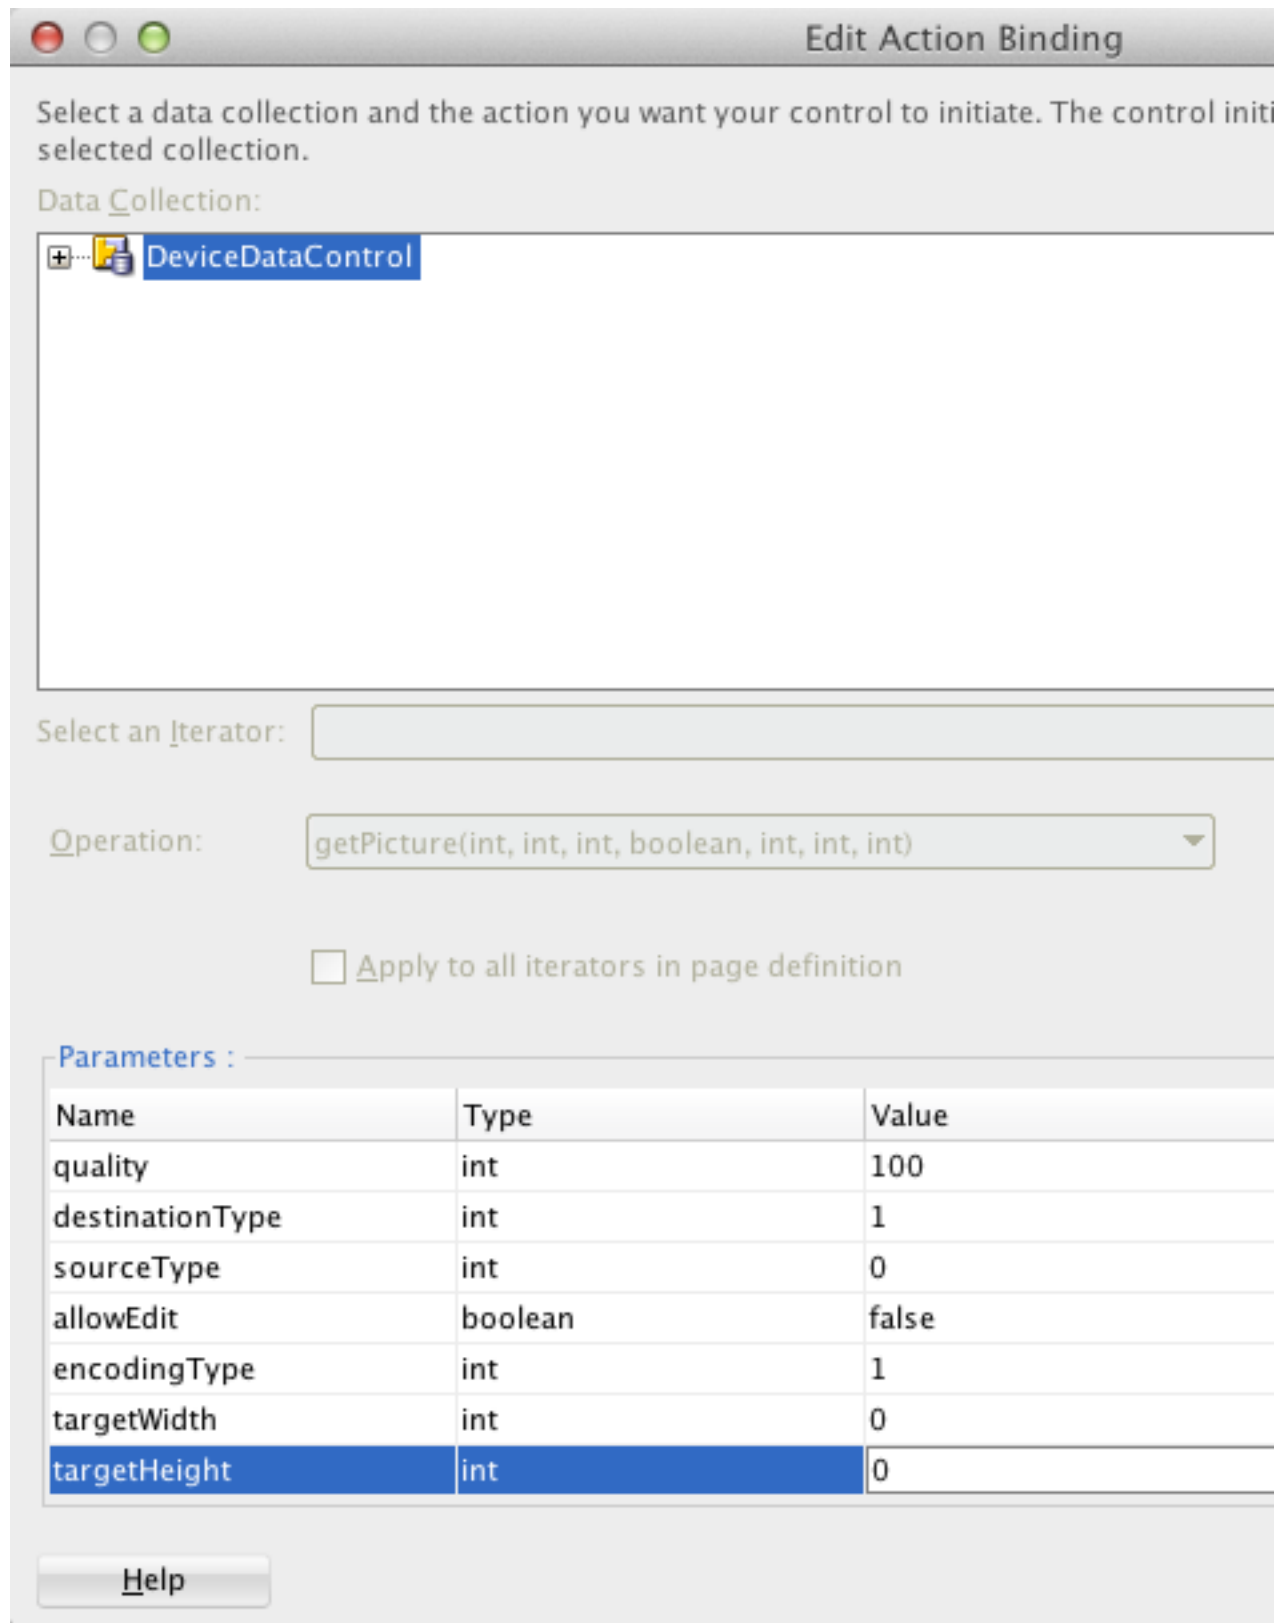 Edit Action Binding
Select a data collection and the action you want your control to initiate. The control initi
selected collection.
Data Collection:
DeviceDataControl
Select an Iterator:
Operation: getPicture(int, int, int, boolean, int, int, int)
Apply to all iterators in page definition
Parameters :
Name Type Value
quality int 100
destinationType int 1
sourceType int 0
allowEdit boolean false
encodingType int 1
targetWidth int 0
targetHeight int 0
Help